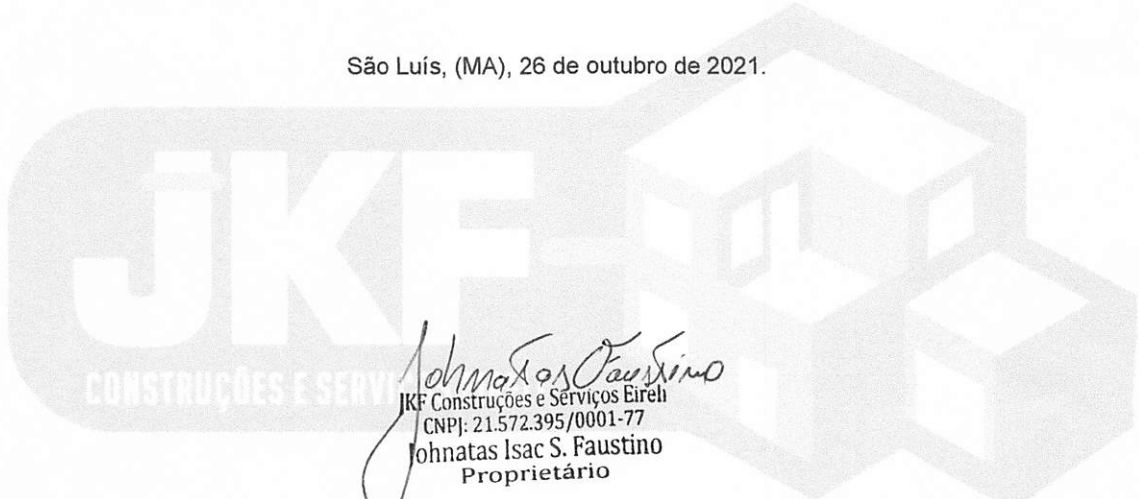 São Luís, (MA), 26 de outubro de 2021.
JKF
CONSTRUÇÕES E SERVI
Johnatas Faustino
JKF Construções e Serviços Eireli
CNPJ: 21.572.395/0001-77
Johnatas Isac S. Faustino
Proprietário